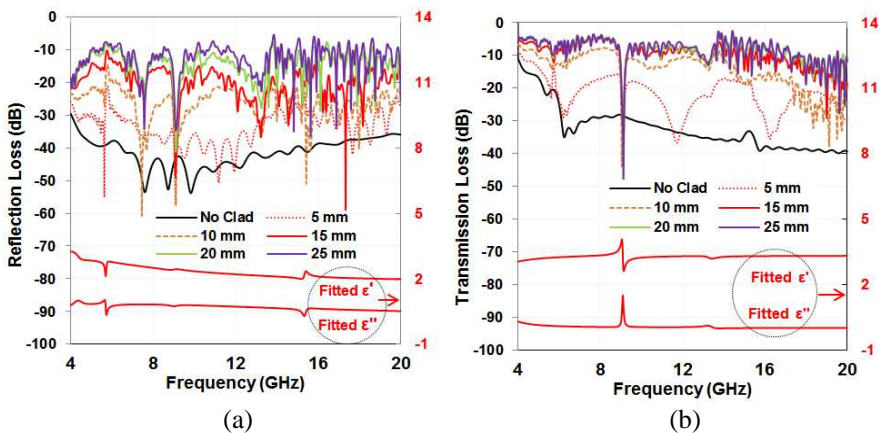 0
-10
-20
-30
-40
-50
-60
-70
-80
-90
-100
Reflection Loss (dB)
14
11
8
5
2
-1
No Clad
5 mm
10 mm
15 mm
20 mm
25 mm
Fitted ε'
Fitted ε"
4
8
12
16
20
Frequency (GHz)
(a)
0
-10
-20
-30
-40
-50
-60
-70
-80
-90
-100
Transmission Loss (dB)
14
11
8
5
2
-1
No Clad
5 mm
10 mm
15 mm
20 mm
25 mm
Fitted ε'
Fitted ε"
4
8
12
16
20
Frequency (GHz)
(b)